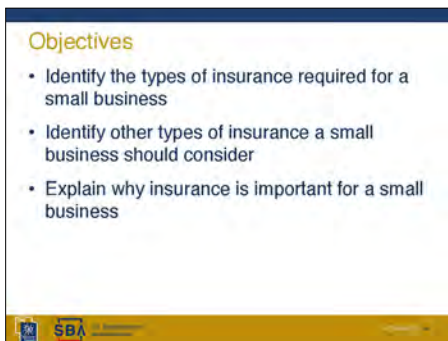 Objectives
• Identify the types of insurance required for a
small business
• Identify other types of insurance a small
business should consider
• Explain why insurance is important for a small
business
SBA